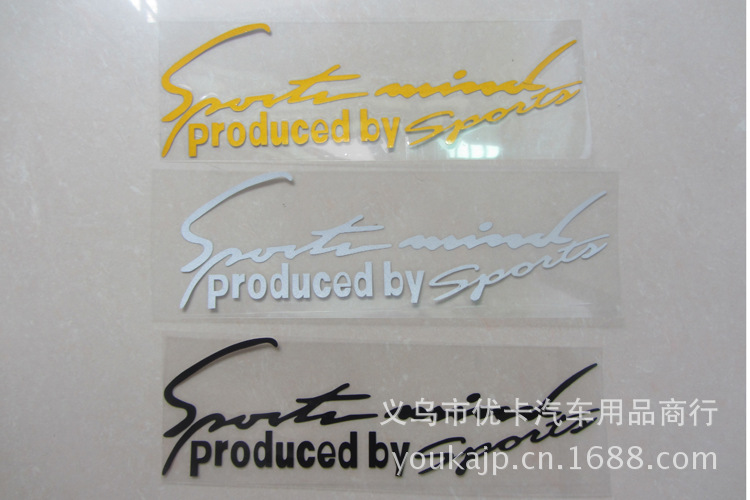 Sports mind
produced by Sports
Sports mind
produced by Sports
Sports mind
produced by Sports
义乌市优卡汽车用品商行
youkajp.cn.1688.com